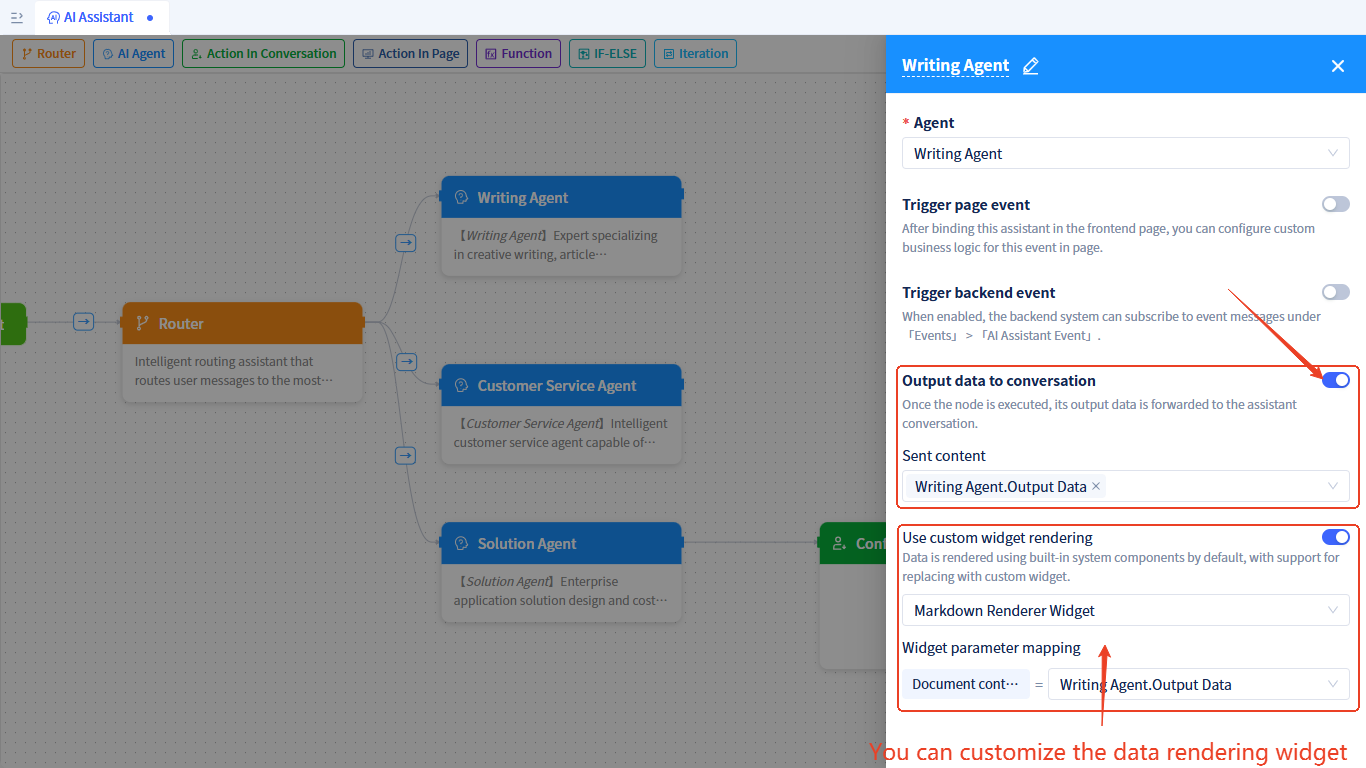 AI Assistant
Router
AI Agent
Action In Conversation
Action In Page
Function
IF-ELSE
Iteration
Writing Agent
【Writing Agent】Expert specializing
in creative writing, article···
Router
Intelligent routing assistant that
routes user messages to the most···
Customer Service Agent
【Customer Service Agent】Intelligent
customer service agent capable of···
Solution Agent
【Solution Agent】Enterprise
application solution design and cost···
Writing Agent
* Agent
Writing Agent
Trigger page event
After binding this assistant in the frontend page, you can configure custom
business logic for this event in page.
Trigger backend event
When enabled, the backend system can subscribe to event messages under
「Events」 > 「AI Assistant Event」.
Output data to conversation
Once the node is executed, its output data is forwarded to the assistant
conversation.
Sent content
Writing Agent.Output Data ×
Use custom widget rendering
Data is rendered using built-in system components by default, with support for
replacing with custom widget.
Markdown Renderer Widget
Widget parameter mapping
Document cont··· = Writing Agent.Output Data
You can customize the data rendering widget